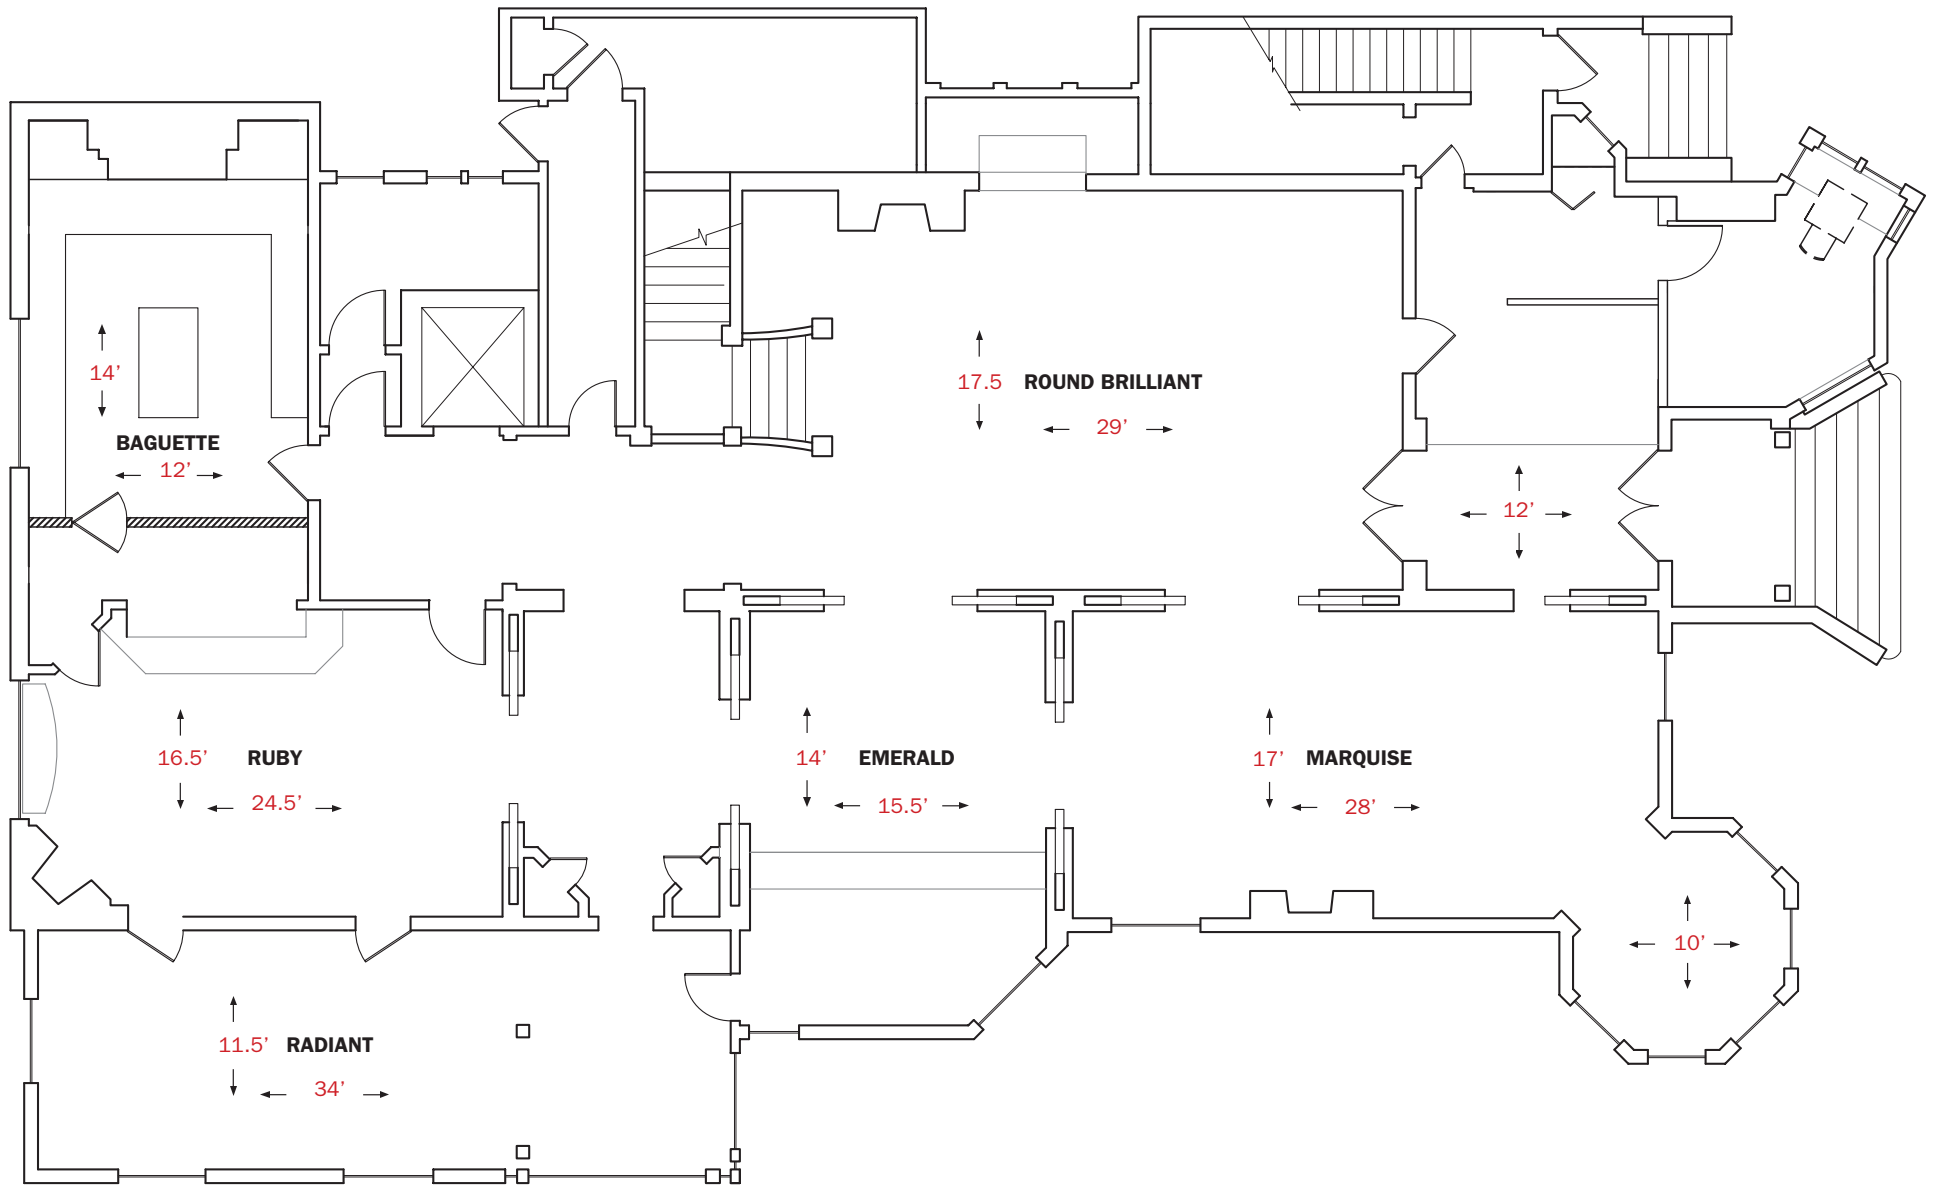 14’
BAGUETTE
12’
17.5 ROUND BRILLIANT
29’
12’
16.5’ RUBY
24.5’
14’ EMERALD
15.5’
17’ MARQUISE
28’
10’
11.5’ RADIANT
34’